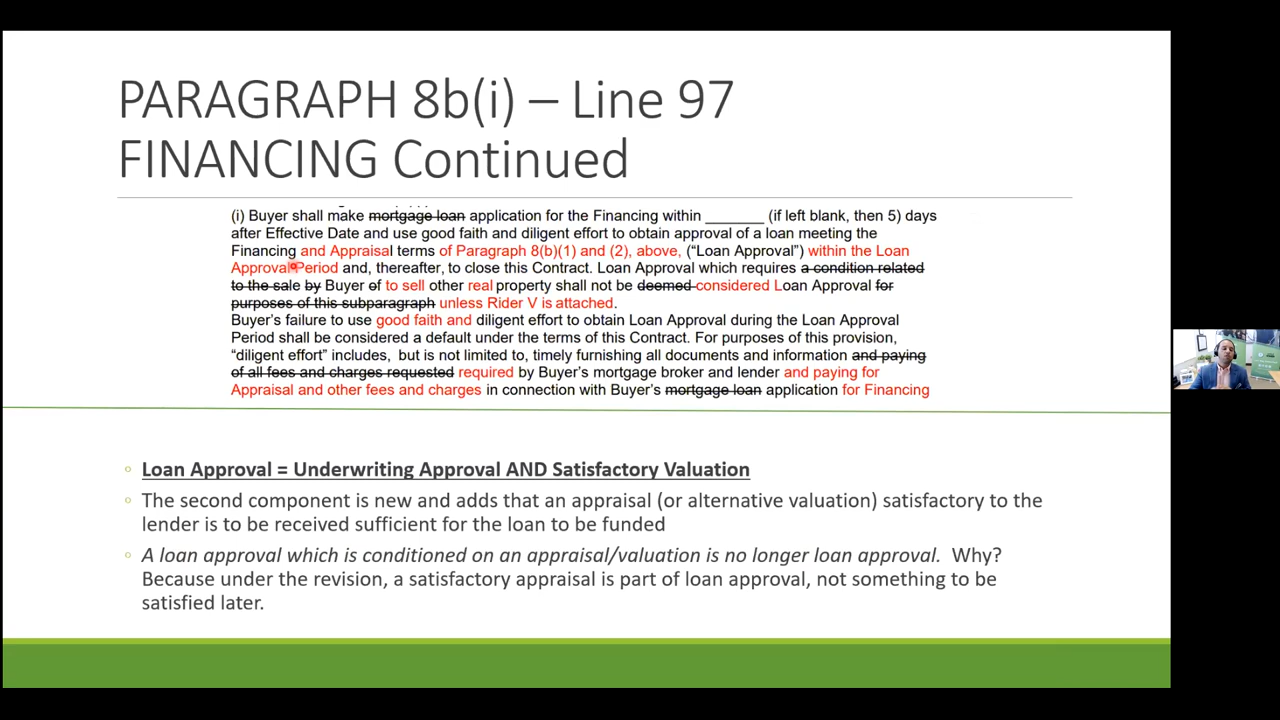 PARAGRAPH 8b(i) – Line 97
FINANCING Continued
(i) Buyer shall make mortgage loan application for the Financing within _______ (if left blank, then 5) days
after Effective Date and use good faith and diligent effort to obtain approval of a loan meeting the
Financing and Appraisal terms of Paragraph 8(b)(1) and (2), above, (“Loan Approval”) within the Loan
Approval Period and, thereafter, to close this Contract. Loan Approval which requires a condition related
to the sale by Buyer of to sell other real property shall not be deemed considered Loan Approval for
purposes of this subparagraph unless Rider V is attached.
Buyer’s failure to use good faith and diligent effort to obtain Loan Approval during the Loan Approval
Period shall be considered a default under the terms of this Contract. For purposes of this provision,
“diligent effort” includes, but is not limited to, timely furnishing all documents and information and paying
of all fees and charges requested required by Buyer’s mortgage broker and lender and paying for
Appraisal and other fees and charges in connection with Buyer’s mortgage loan application for Financing
Loan Approval = Underwriting Approval AND Satisfactory Valuation
The second component is new and adds that an appraisal (or alternative valuation) satisfactory to the
lender is to be received sufficient for the loan to be funded
A loan approval which is conditioned on an appraisal/valuation is no longer loan approval. Why?
Because under the revision, a satisfactory appraisal is part of loan approval, not something to be
satisfied later.